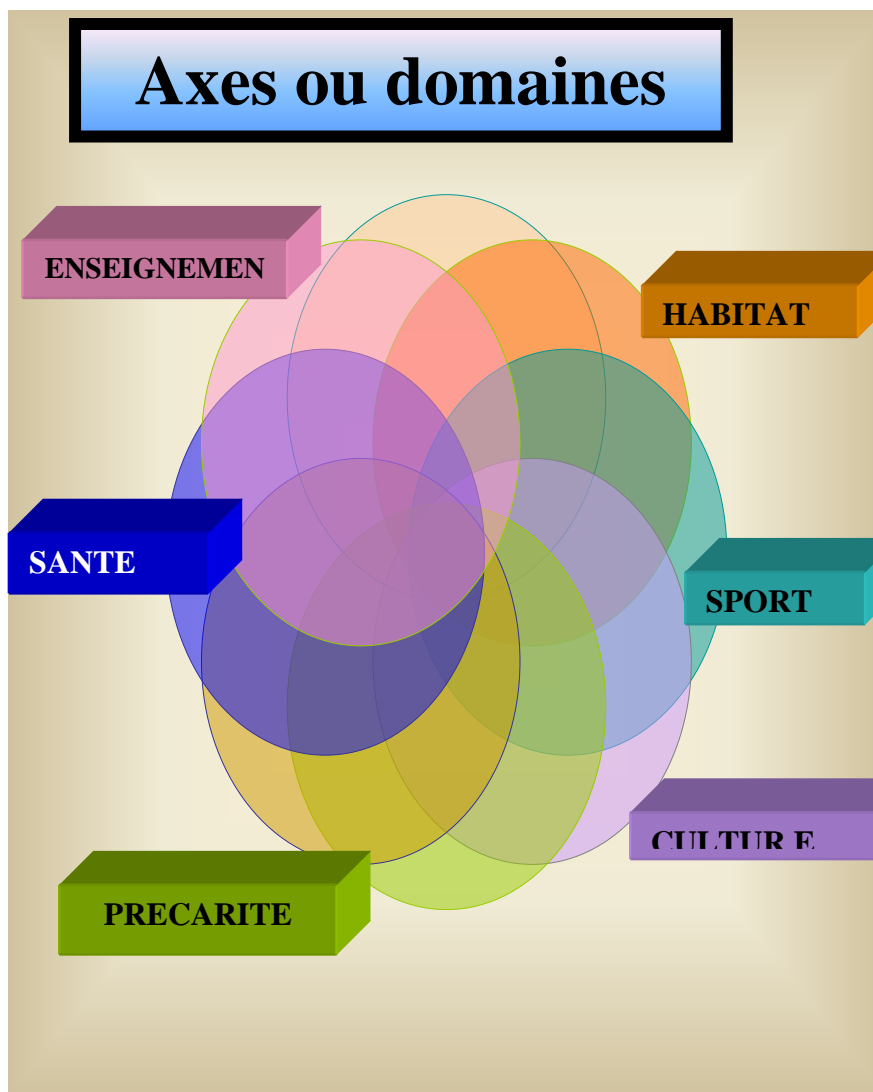 Axes ou domaines
ENSEIGNEMEN
HABITAT
SANTE
SPORT
CULTUR E
PRECARITE